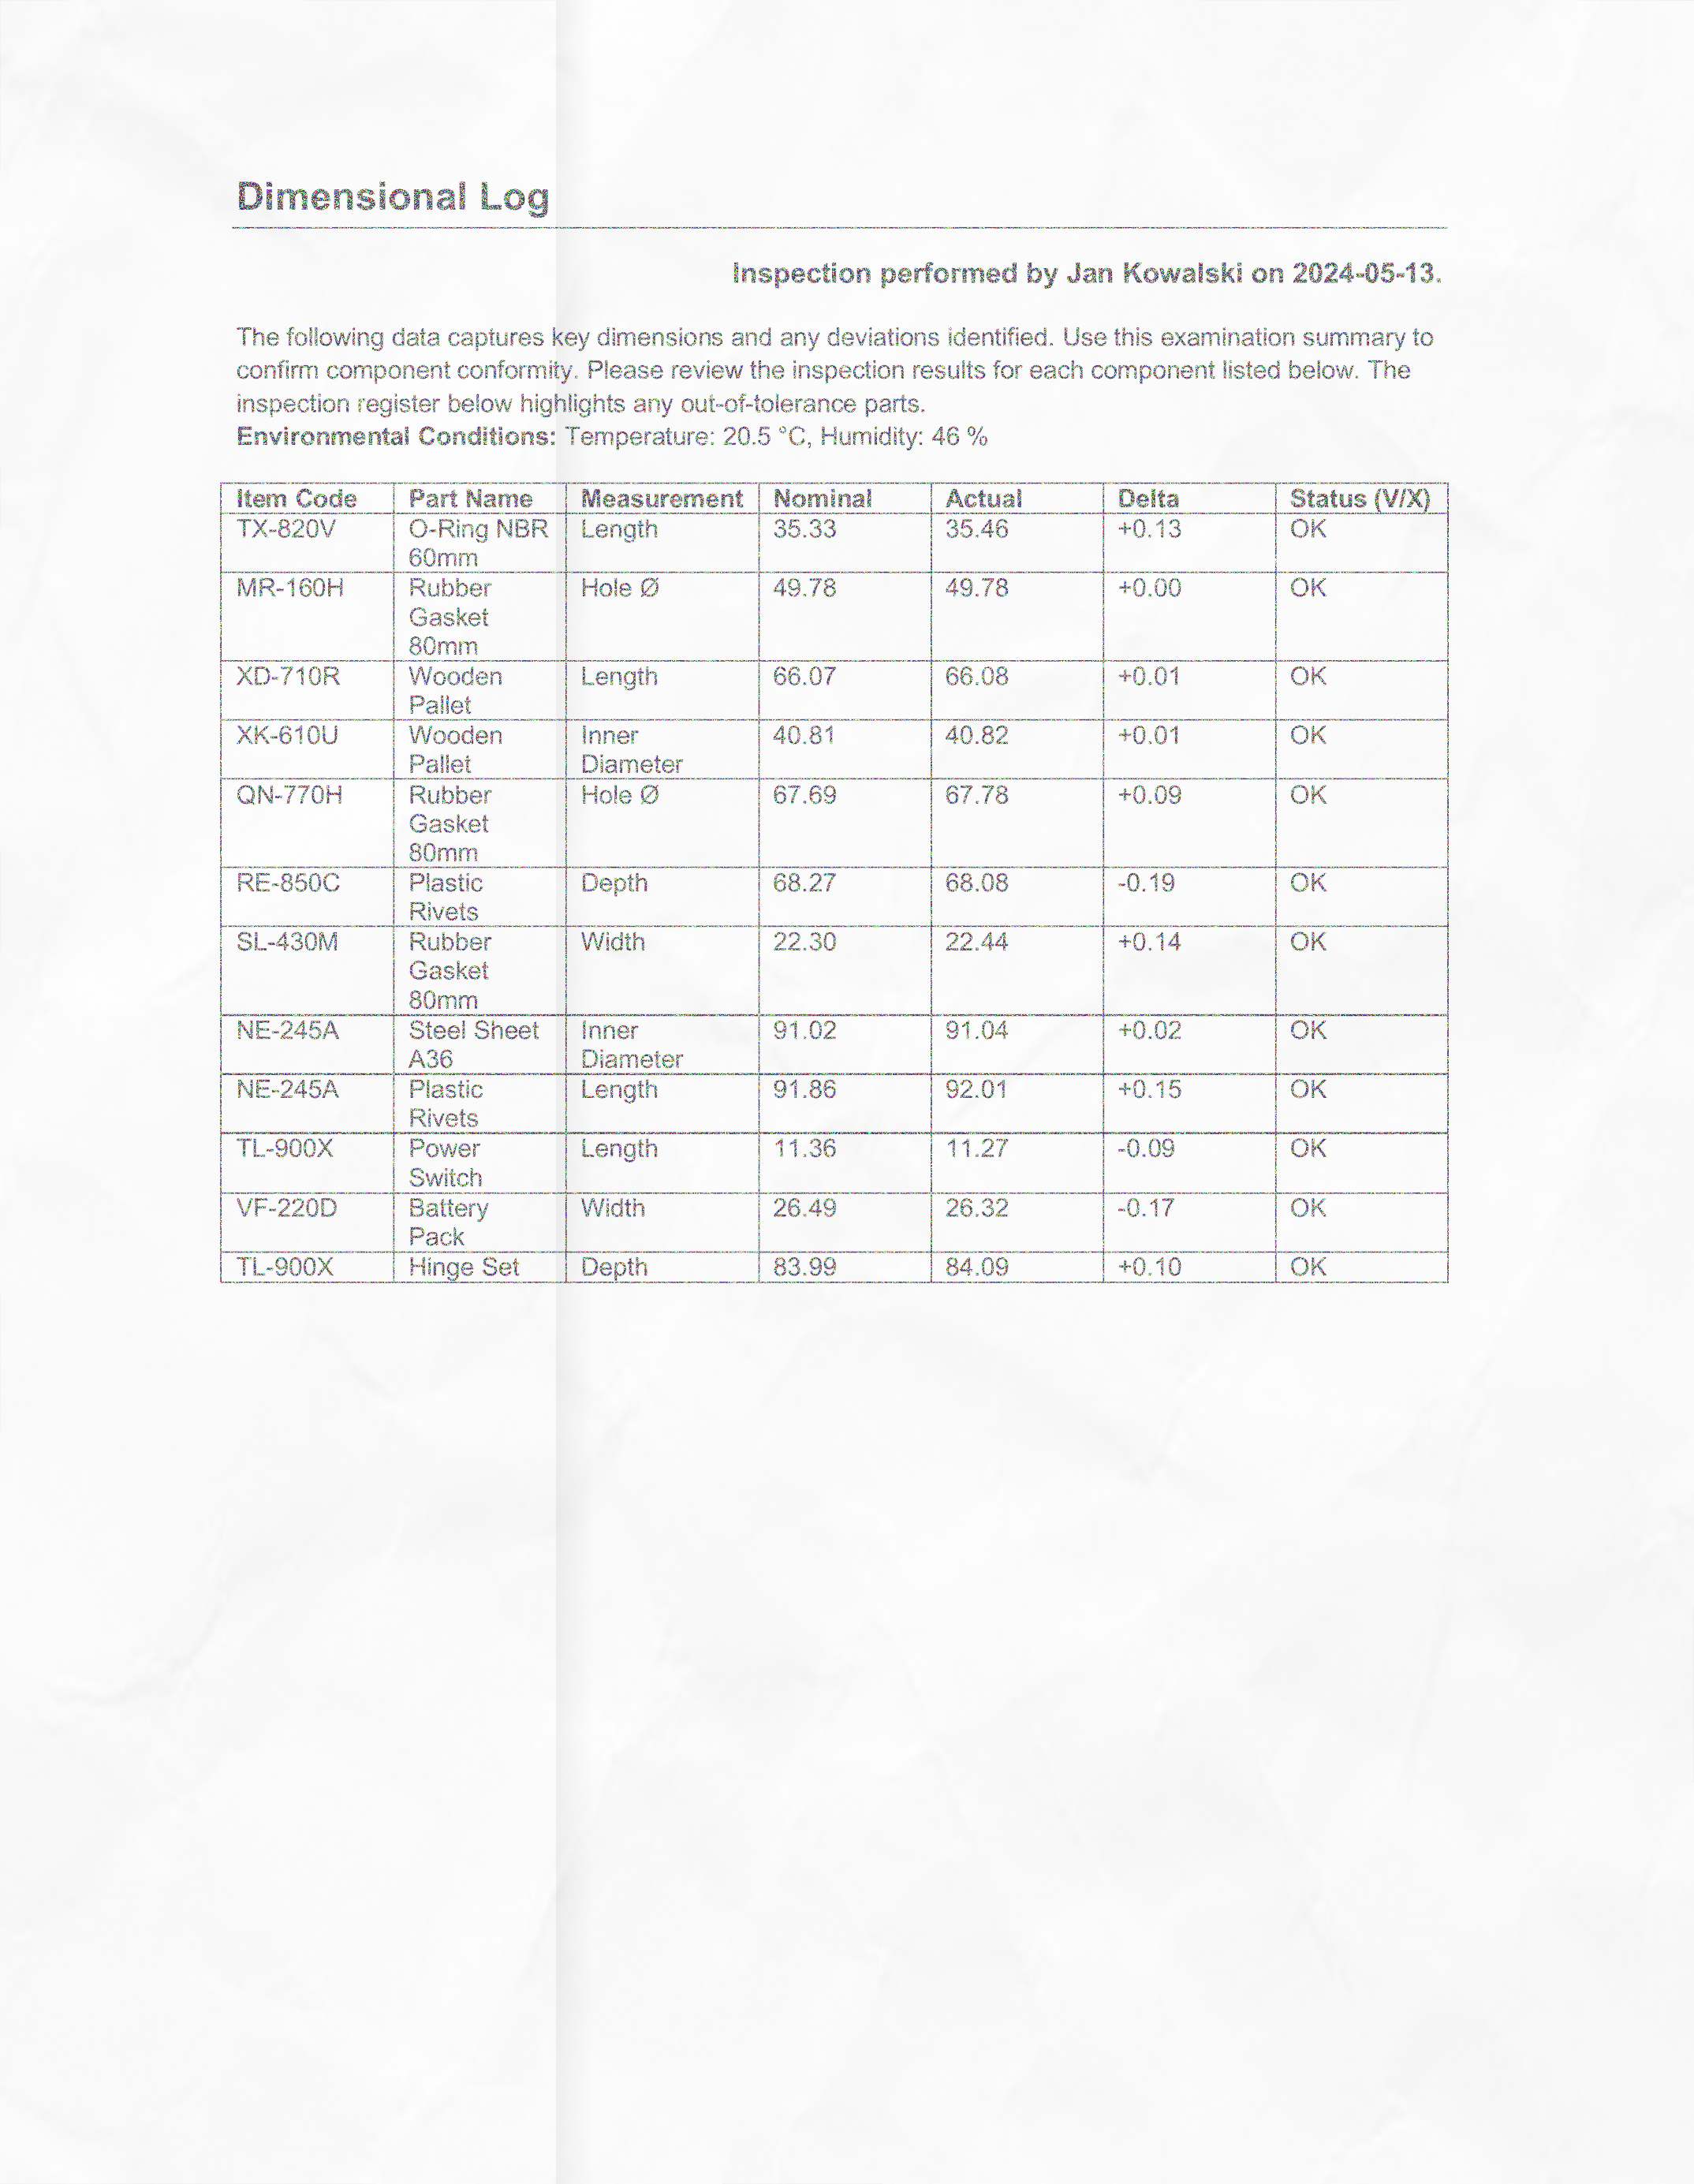 Dimensional Log
Inspection performed by Jan Kowalski on 2024-05-13.
The following data captures key dimensions and any deviations identified. Use this examination summary to
confirm component conformity. Please review the inspection results for each component listed below. The
inspection register below highlights any out-of-tolerance parts.
Environmental Conditions: Temperature: 20.5 °C, Humidity: 46 %
Item Code Part Name Measurement Nominal Actual Delta Status (V/X)
TX-820V O-Ring NBR Length 35.33 35.46 +0.13 OK
60mm
MR-160H Rubber Hole Ø 49.78 49.78 +0.00 OK
Gasket
80mm
XD-710R Wooden Length 66.07 66.08 +0.01 OK
Pallet
XK-610U Wooden Inner 40.81 40.82 +0.01 OK
Pallet Diameter
QN-770H Rubber Hole Ø 67.69 67.78 +0.09 OK
Gasket
80mm
RE-850C Plastic Depth 68.27 68.08 -0.19 OK
Rivets
SL-430M Rubber Width 22.30 22.44 +0.14 OK
Gasket
80mm
NE-245A Steel Sheet Inner 91.02 91.04 +0.02 OK
A36 Diameter
NE-245A Plastic Length 91.86 92.01 +0.15 OK
Rivets
TL-900X Power Length 11.36 11.27 -0.09 OK
Switch
VF-220D Battery Width 26.49 26.32 -0.17 OK
Pack
TL-900X Hinge Set Depth 83.99 84.09 +0.10 OK